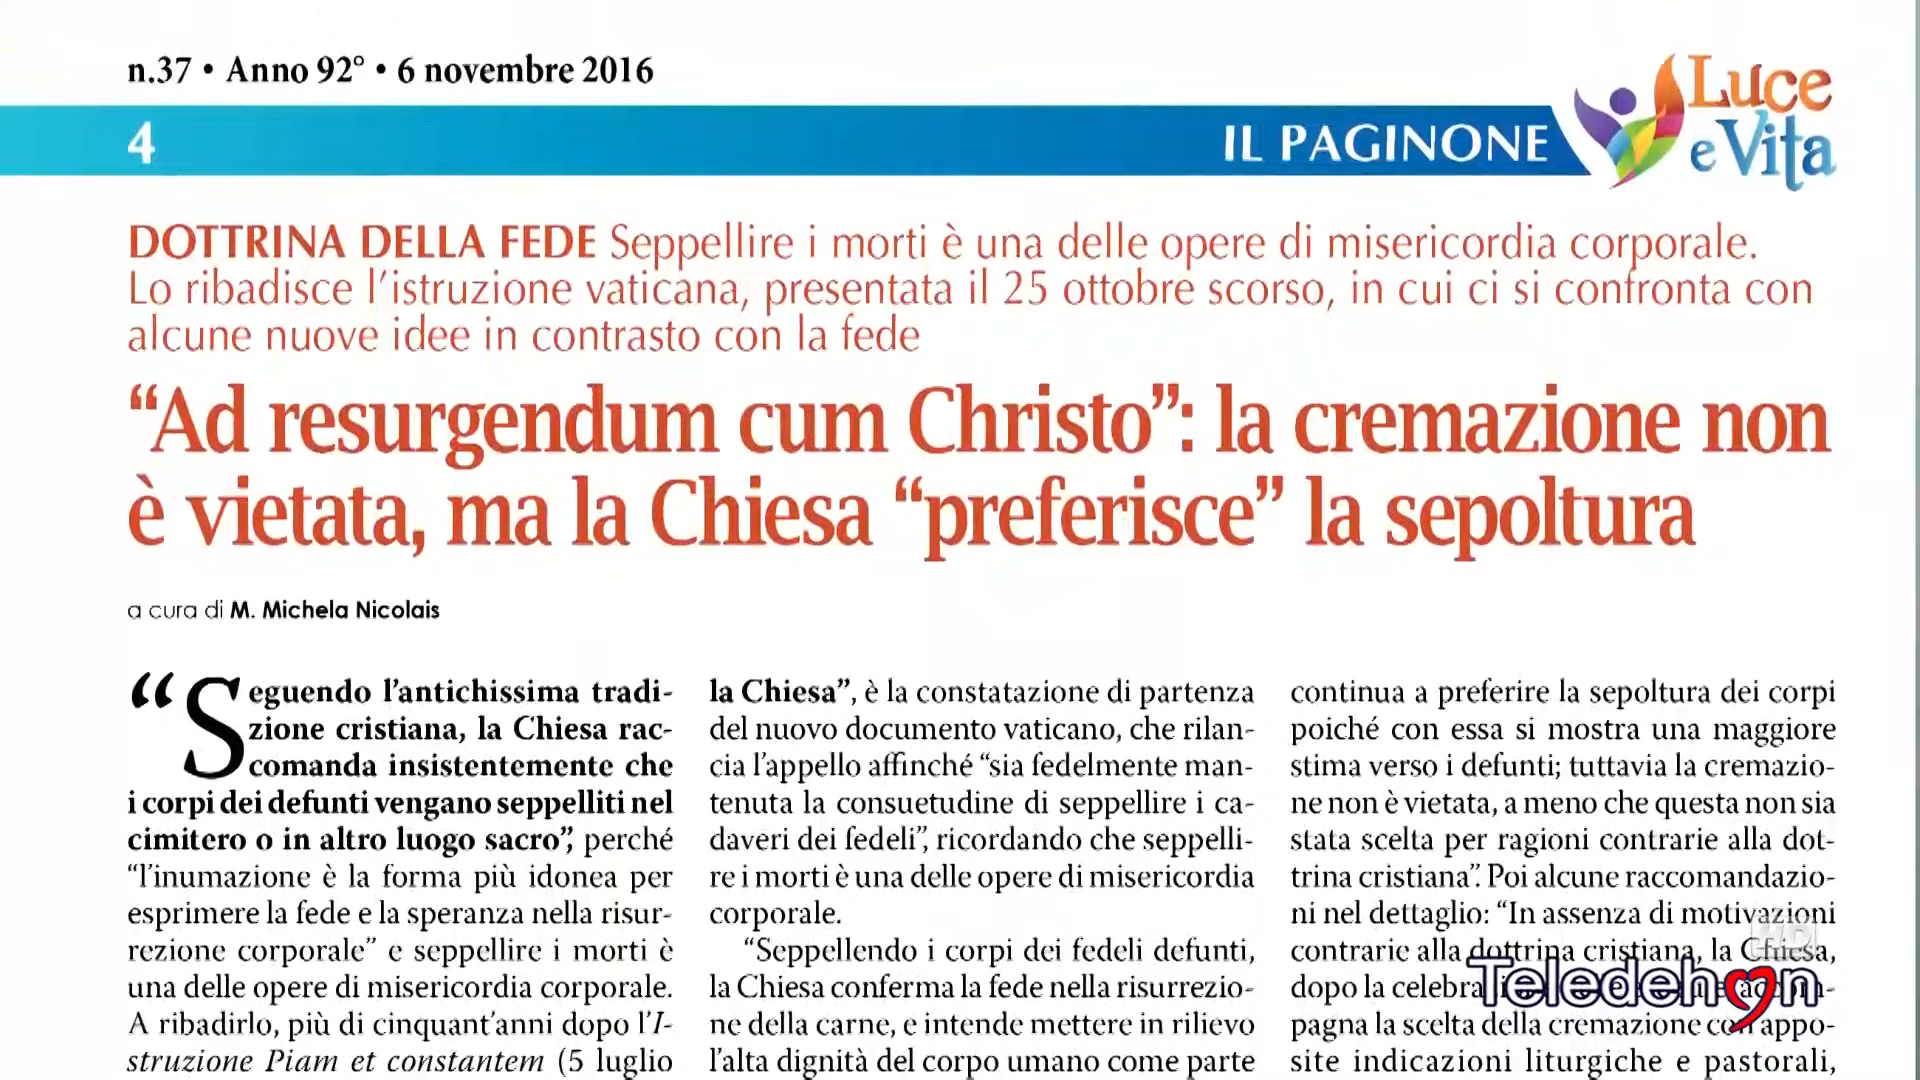 n.37 • Anno 92° • 6 novembre 2016
Luce
e Vita
4
IL PAGINONE
DOTTRINA DELLA FEDE Seppellire i morti è una delle opere di misericordia corporale.
Lo ribadisce l'istruzione vaticana, presentata il 25 ottobre scorso, in cui ci si confronta con
alcune nuove idee in contrasto con la fede
“Ad resurgendum cum Christo”: la cremazione non
è vietata, ma la Chiesa “preferisce” la sepoltura
a cura di M. Michela Nicolais
“Seguendo l'antichissima tradi-
zione cristiana, la Chiesa rac-
comanda insistentemente che
i corpi dei defunti vengano seppelliti nel
cimitero o in altro luogo sacro”, perché
“l'inumazione è la forma più idonea per
esprimere la fede e la speranza nella risur-
rezione corporale” e seppellire i morti è
una delle opere di misericordia corporale.
A ribadirlo, più di cinquant'anni dopo l'I-
struzione Piam et constantem (5 luglio
la Chiesa”, è la constatazione di partenza
del nuovo documento vaticano, che rilan-
cia l'appello affinché “sia fedelmente man-
tenuta la consuetudine di seppellire i ca-
daveri dei fedeli”, ricordando che seppelli-
re i morti è una delle opere di misericordia
corporale.
“Seppellendo i corpi dei fedeli defunti,
la Chiesa conferma la fede nella risurrezio-
ne della carne, e intende mettere in rilievo
l'alta dignità del corpo umano come parte
continua a preferire la sepoltura dei corpi
poiché con essa si mostra una maggiore
stima verso i defunti; tuttavia la cremazio-
ne non è vietata, a meno che questa non sia
stata scelta per ragioni contrarie alla dot-
trina cristiana”. Poi alcune raccomandazio-
ni nel dettaglio: “In assenza di motivazioni
contrarie alla dottrina cristiana, la Chiesa,
dopo la
pagna la scelta della cremazione con appo-
site indicazioni liturgiche e pastorali,
HD
Teledehon